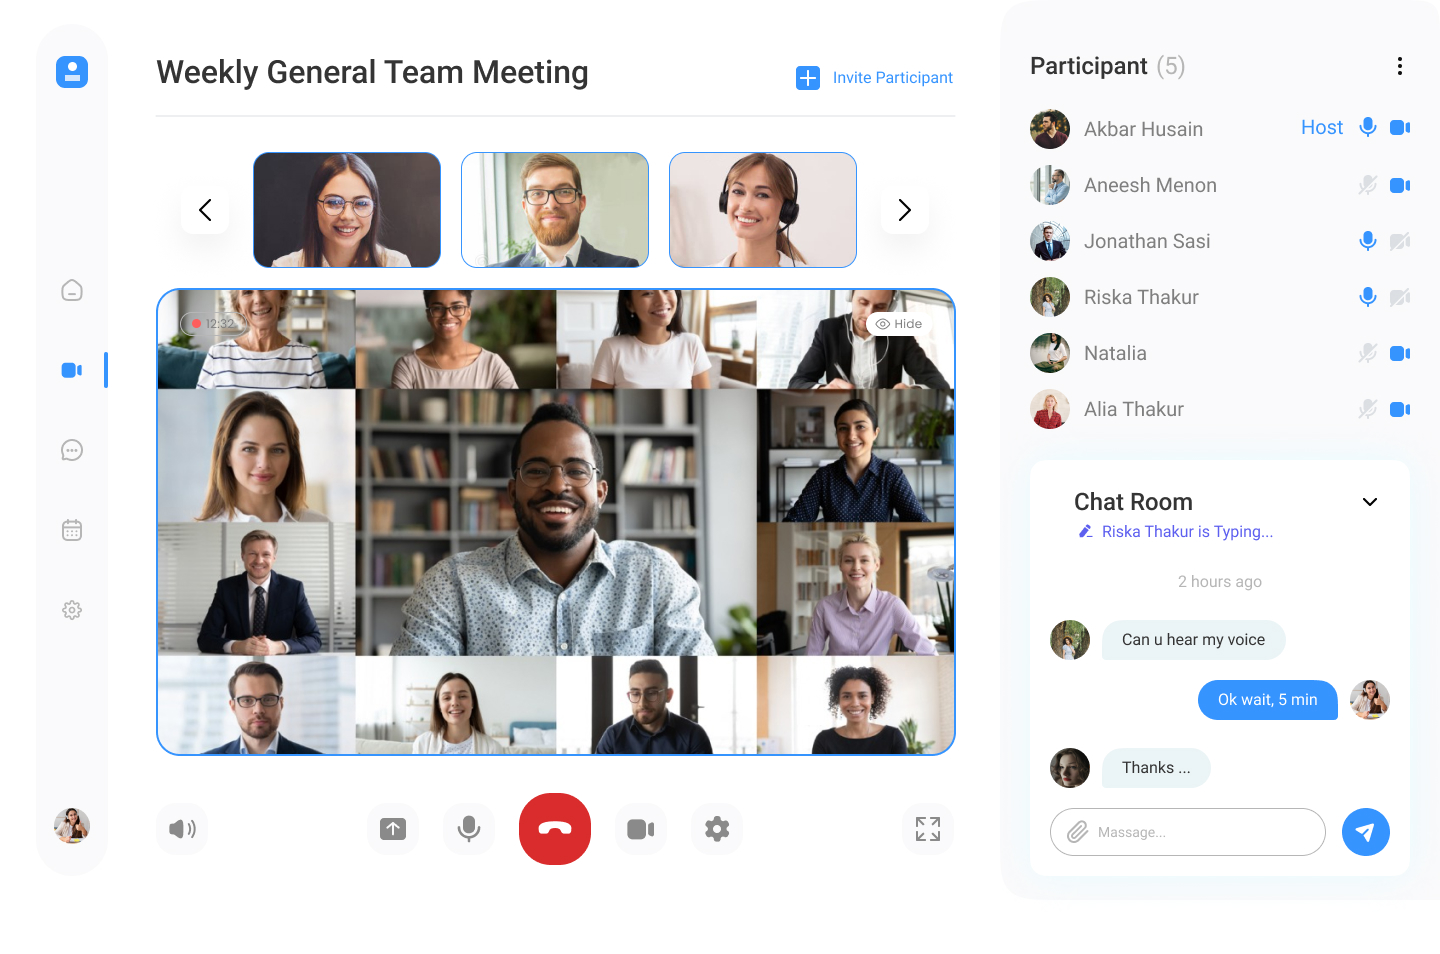 Weekly General Team Meeting
Invite Participant
12:32
Hide
Participant (5)
Akbar Husain
Host
Aneesh Menon
Jonathan Sasi
Riska Thakur
Natalia
Alia Thakur
Chat Room
Riska Thakur is Typing...
2 hours ago
Can u hear my voice
Ok wait, 5 min
Thanks ...
Massage...